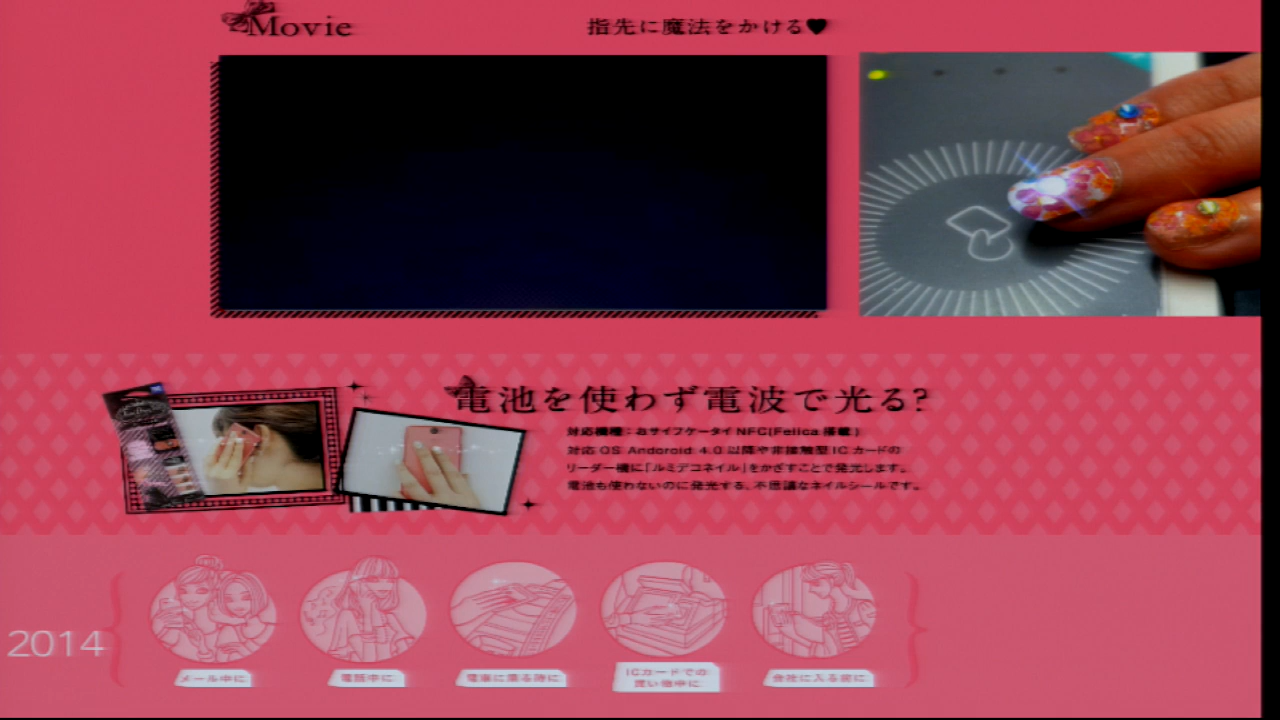 Movie
指先に魔法をかける♥
電池を使わず電波で光る?
対応機種：おサイフケータイ NFC(Felica 搭載)
対応 OS Andoroid 4.0 以降や非接触型 IC カードの
リーダー機に「ルミデコネイル」をかざすことで発光します。
電池も使わないのに発光する、不思議なネイルシールです。
2014
メール中に
電話中に
電車に乗る時に
ICカードでの
買い物中に
会社に入る前に